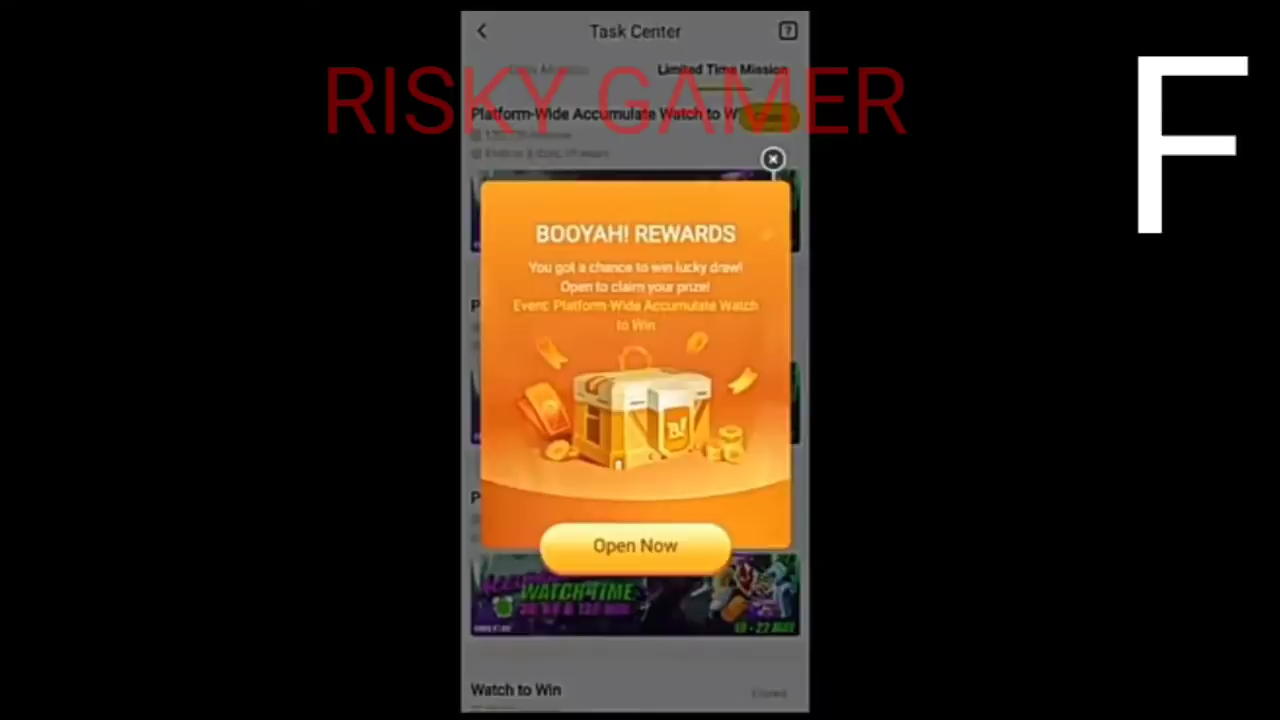 Task Center
?
Limited Time Mission
RISKY GAMER
F
Platform-Wide Accumulate Watch to W
BOOYAH! REWARDS
You got a chance to win lucky draw!
Open to claim your prize!
Event: Platform-Wide Accumulate Watch
to Win
P
P
B!
Open Now
WATCH TIME
Watch to Win
Closed